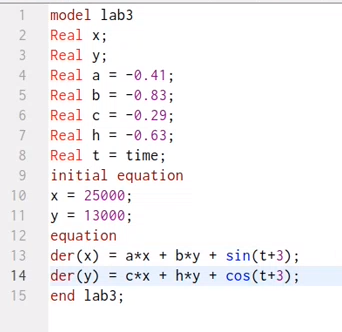 1 model lab3
2 Real x;
3 Real y;
4 Real a = -0.41;
5 Real b = -0.83;
6 Real c = -0.29;
7 Real h = -0.63;
8 Real t = time;
9 initial equation
10 x = 25000;
11 y = 13000;
12 equation
13 der(x) = a*x + b*y + sin(t+3);
14 der(y) = c*x + h*y + cos(t+3);
15 end lab3;